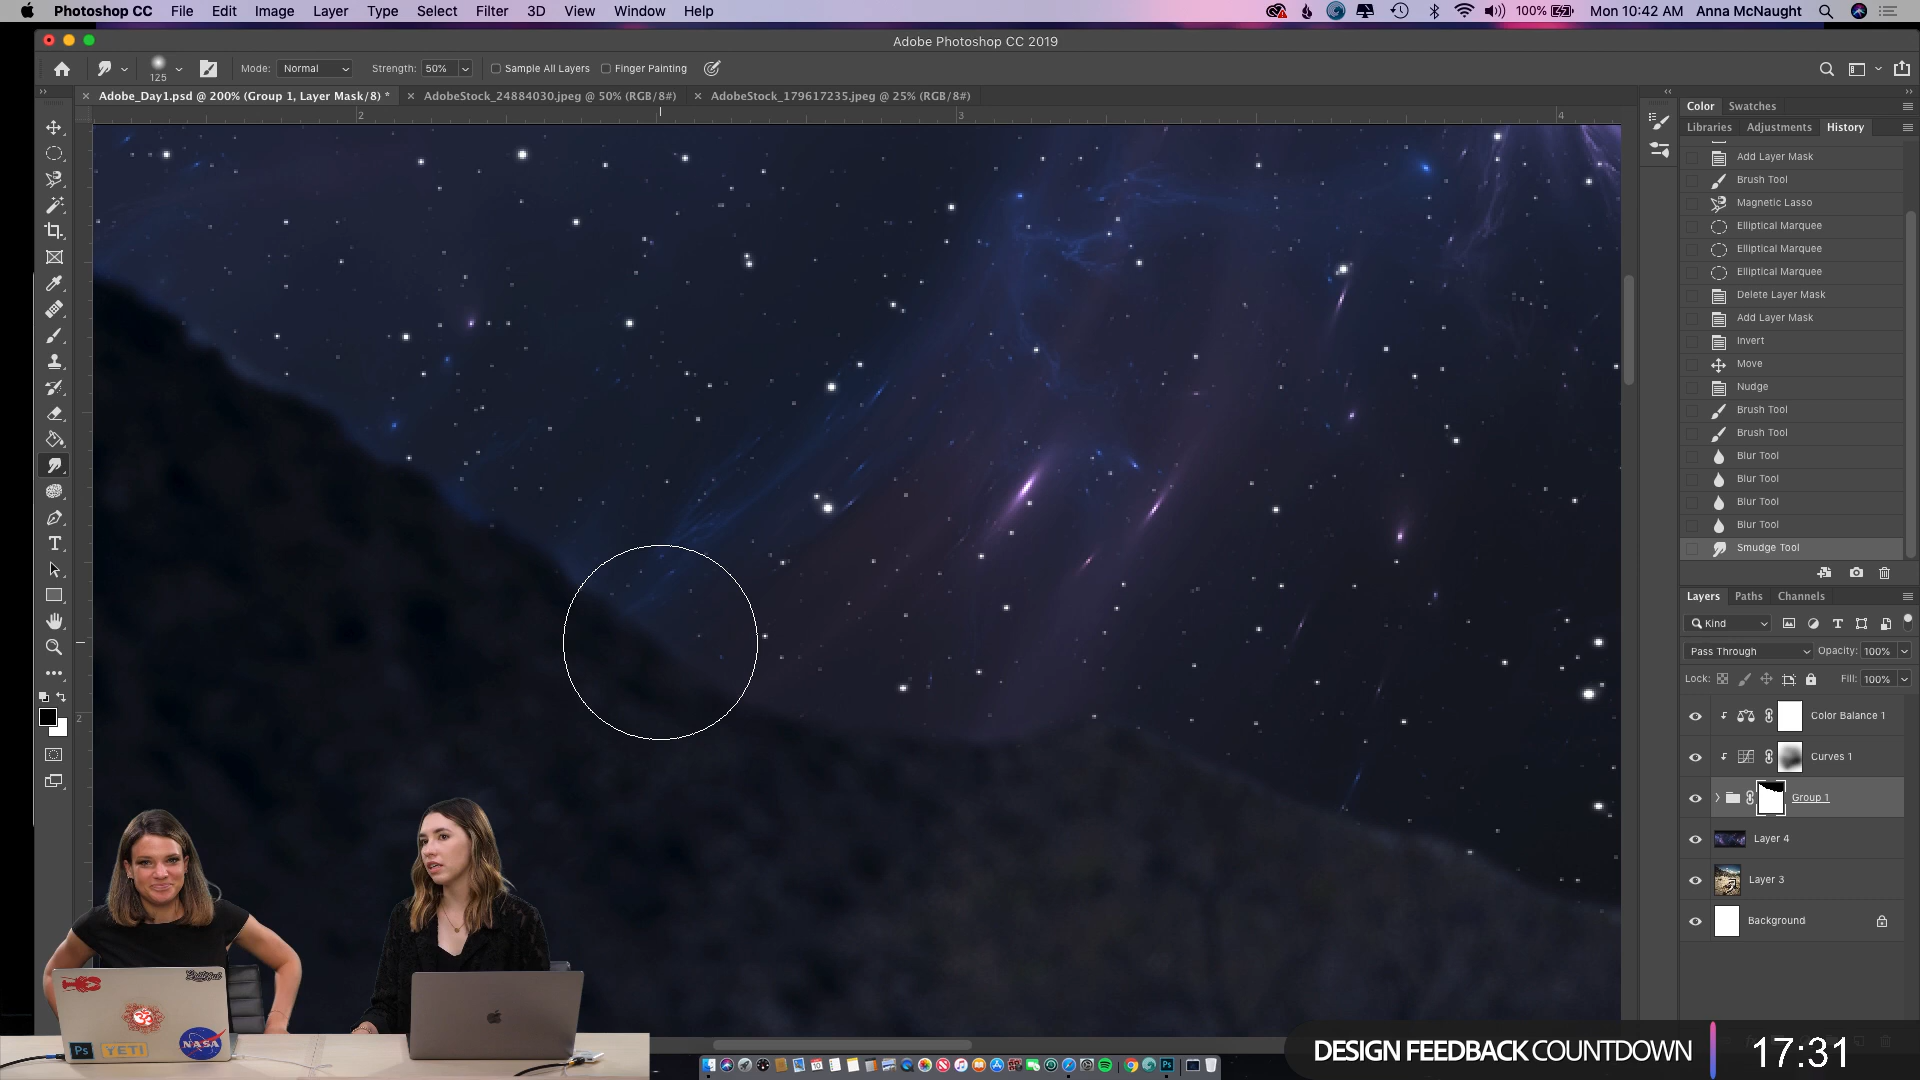 Photoshop CC File Edit Image Layer Type Select Filter 3D View Window Help 100% Mon 10:42 AM Anna McNaught
Adobe Photoshop CC 2019
125 Mode: Normal Strength: 50% Sample All Layers Finger Painting
Adobe_Day1.psd @ 200% (Group 1, Layer Mask/8) * AdobeStock_24884030.jpeg @ 50% (RGB/8#) AdobeStock_179617235.jpeg @ 25% (RGB/8#)
2 3 4
Color Swatches
Libraries Adjustments History
Add Layer Mask
Brush Tool
Magnetic Lasso
Elliptical Marquee
Elliptical Marquee
Elliptical Marquee
Delete Layer Mask
Add Layer Mask
Invert
Move
Nudge
Brush Tool
Brush Tool
Blur Tool
Blur Tool
Blur Tool
Blur Tool
Smudge Tool
Layers Paths Channels
Kind
Pass Through Opacity: 100%
Lock: Fill: 100%
Color Balance 1
Curves 1
Group 1
Layer 4
Layer 3
Background
2
Ps YETI NASA
DESIGN FEEDBACK COUNTDOWN 17:31